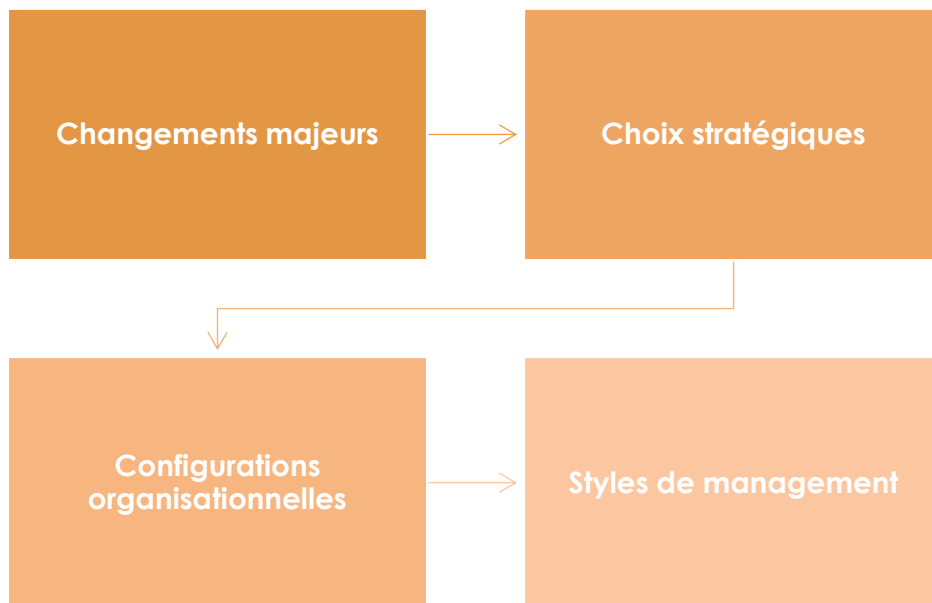 Changements majeurs
Choix stratégiques
Configurations
organisationnelles
Styles de management